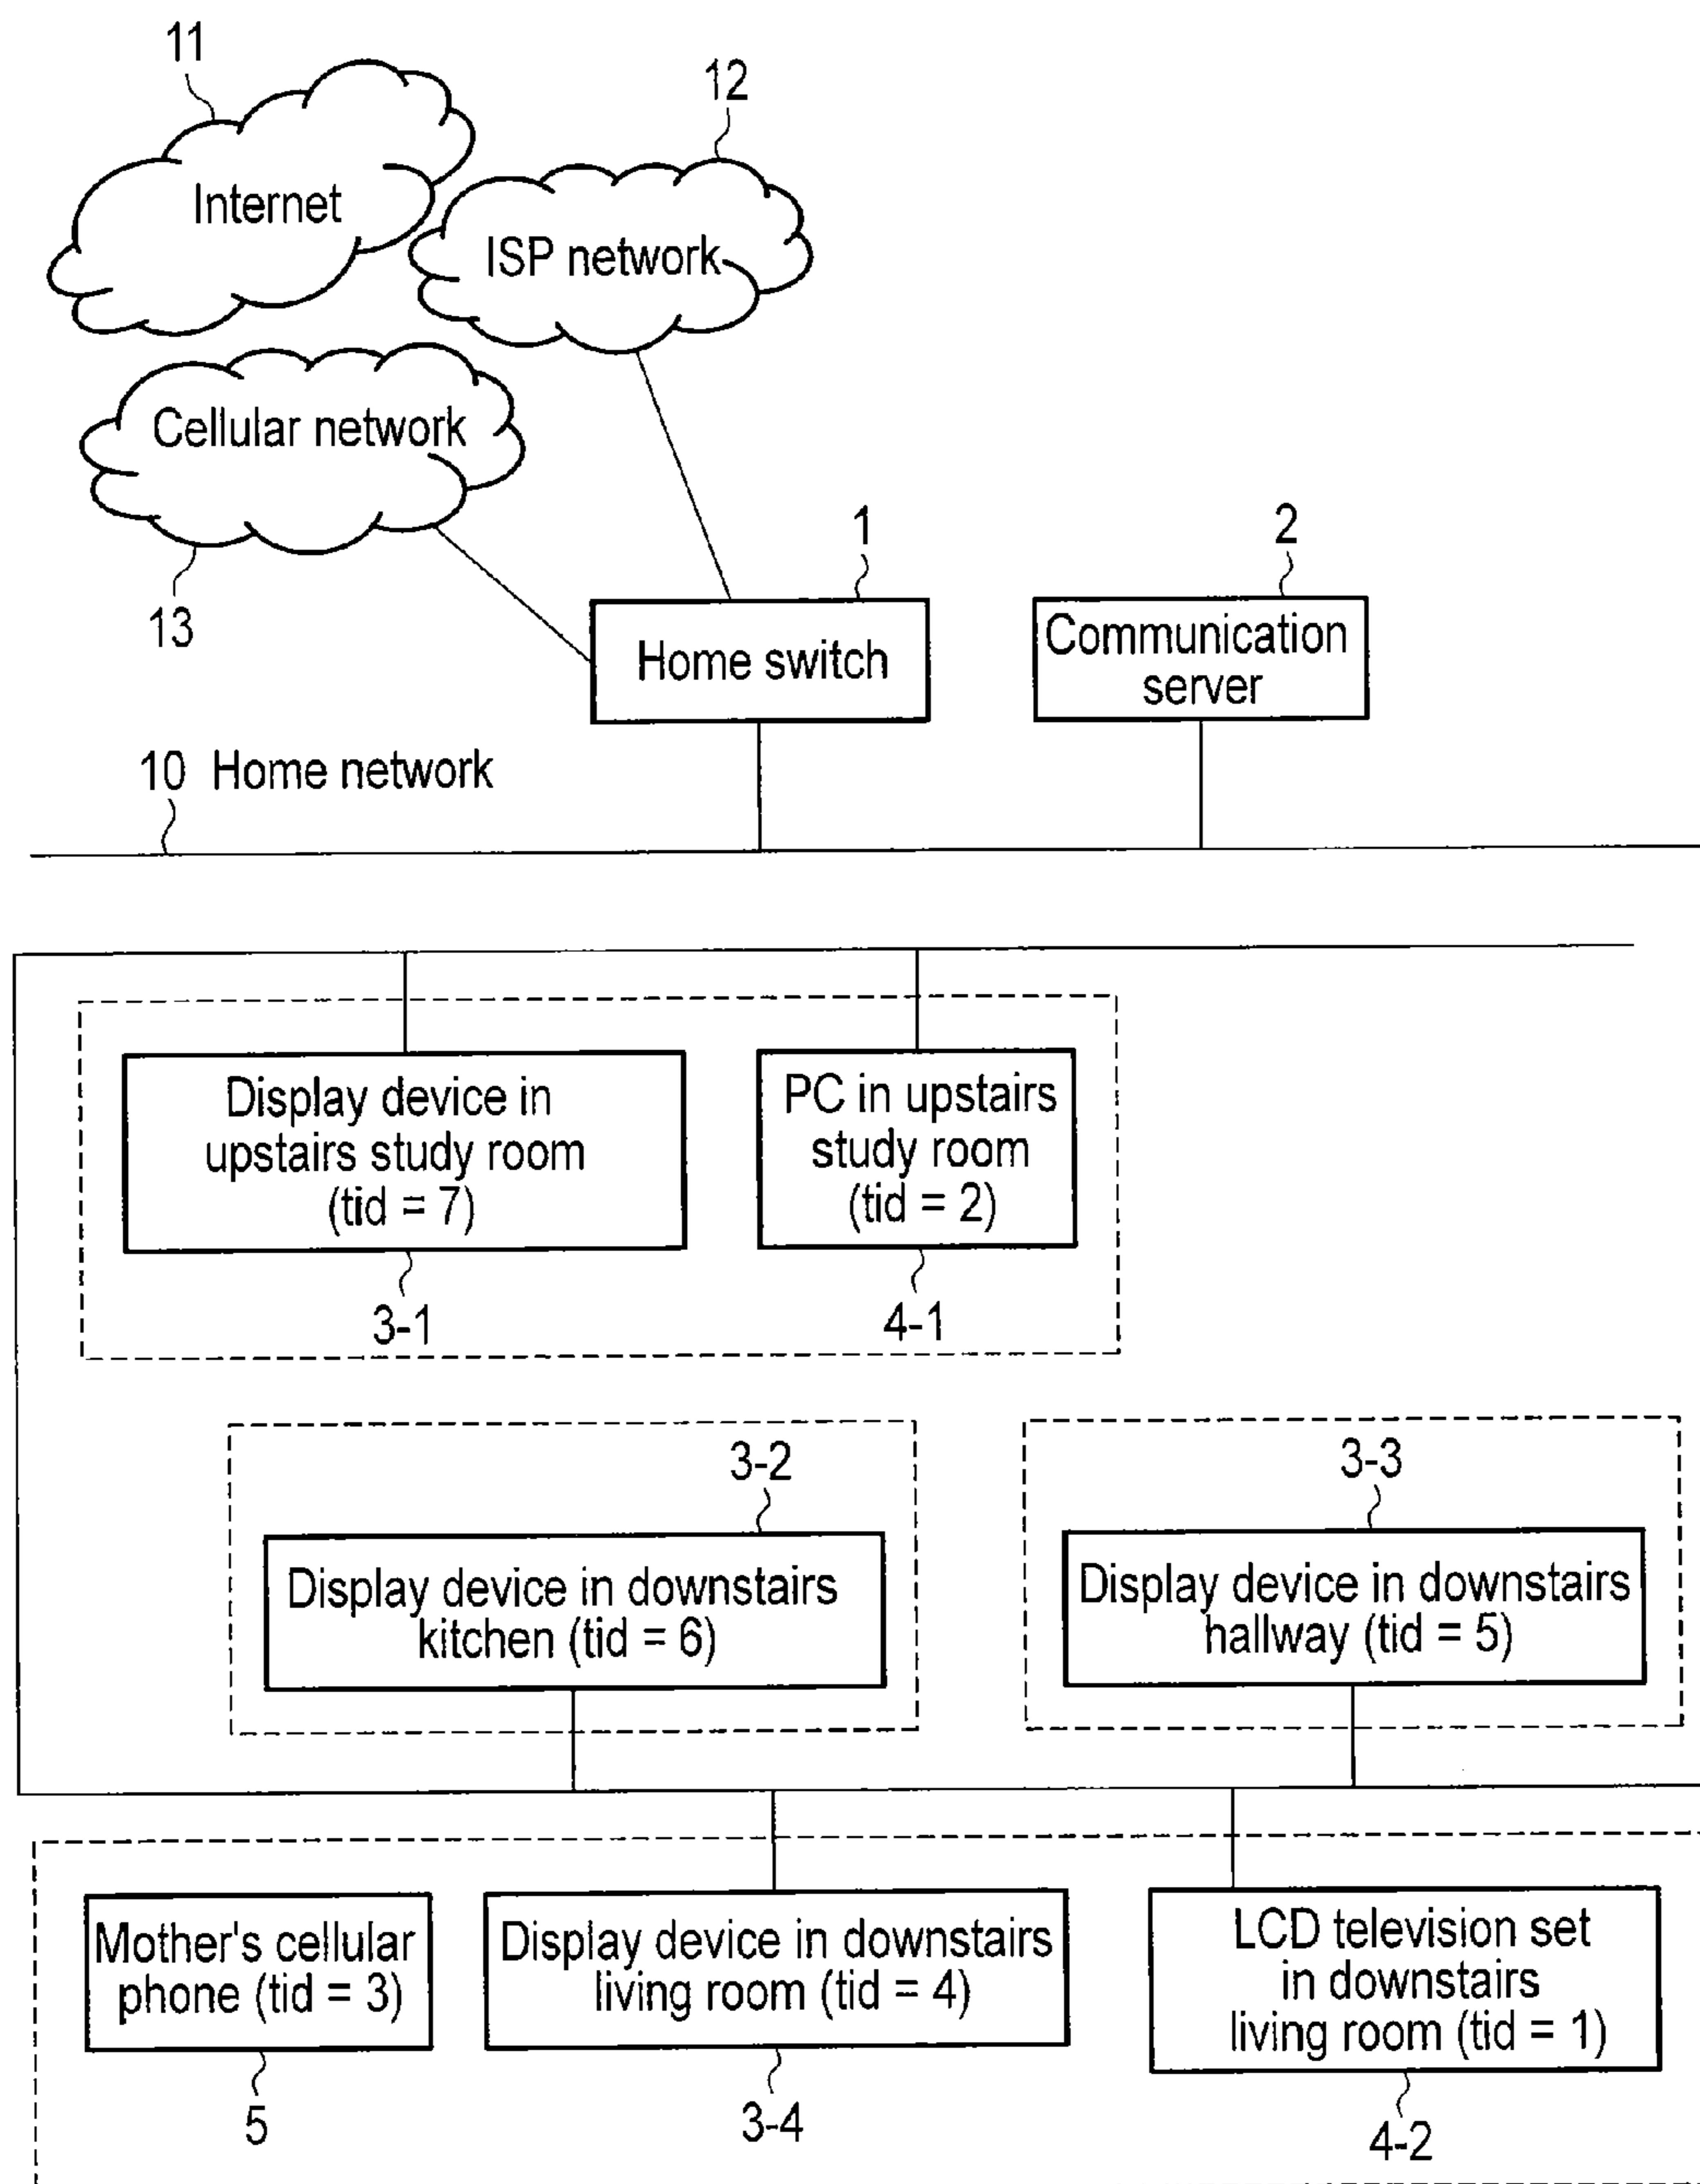 11
12
Internet
ISP network
Cellular network
13
1
2
Home switch
Communication
server
10 Home network
Display device in
upstairs study room
(tid = 7)
3-1
PC in upstairs
study room
(tid = 2)
4-1
3-2
Display device in downstairs
kitchen (tid = 6)
3-3
Display device in downstairs
hallway (tid = 5)
Mother's cellular
phone (tid = 3)
5
Display device in downstairs
living room (tid = 4)
3-4
LCD television set
in downstairs
living room (tid = 1)
4-2